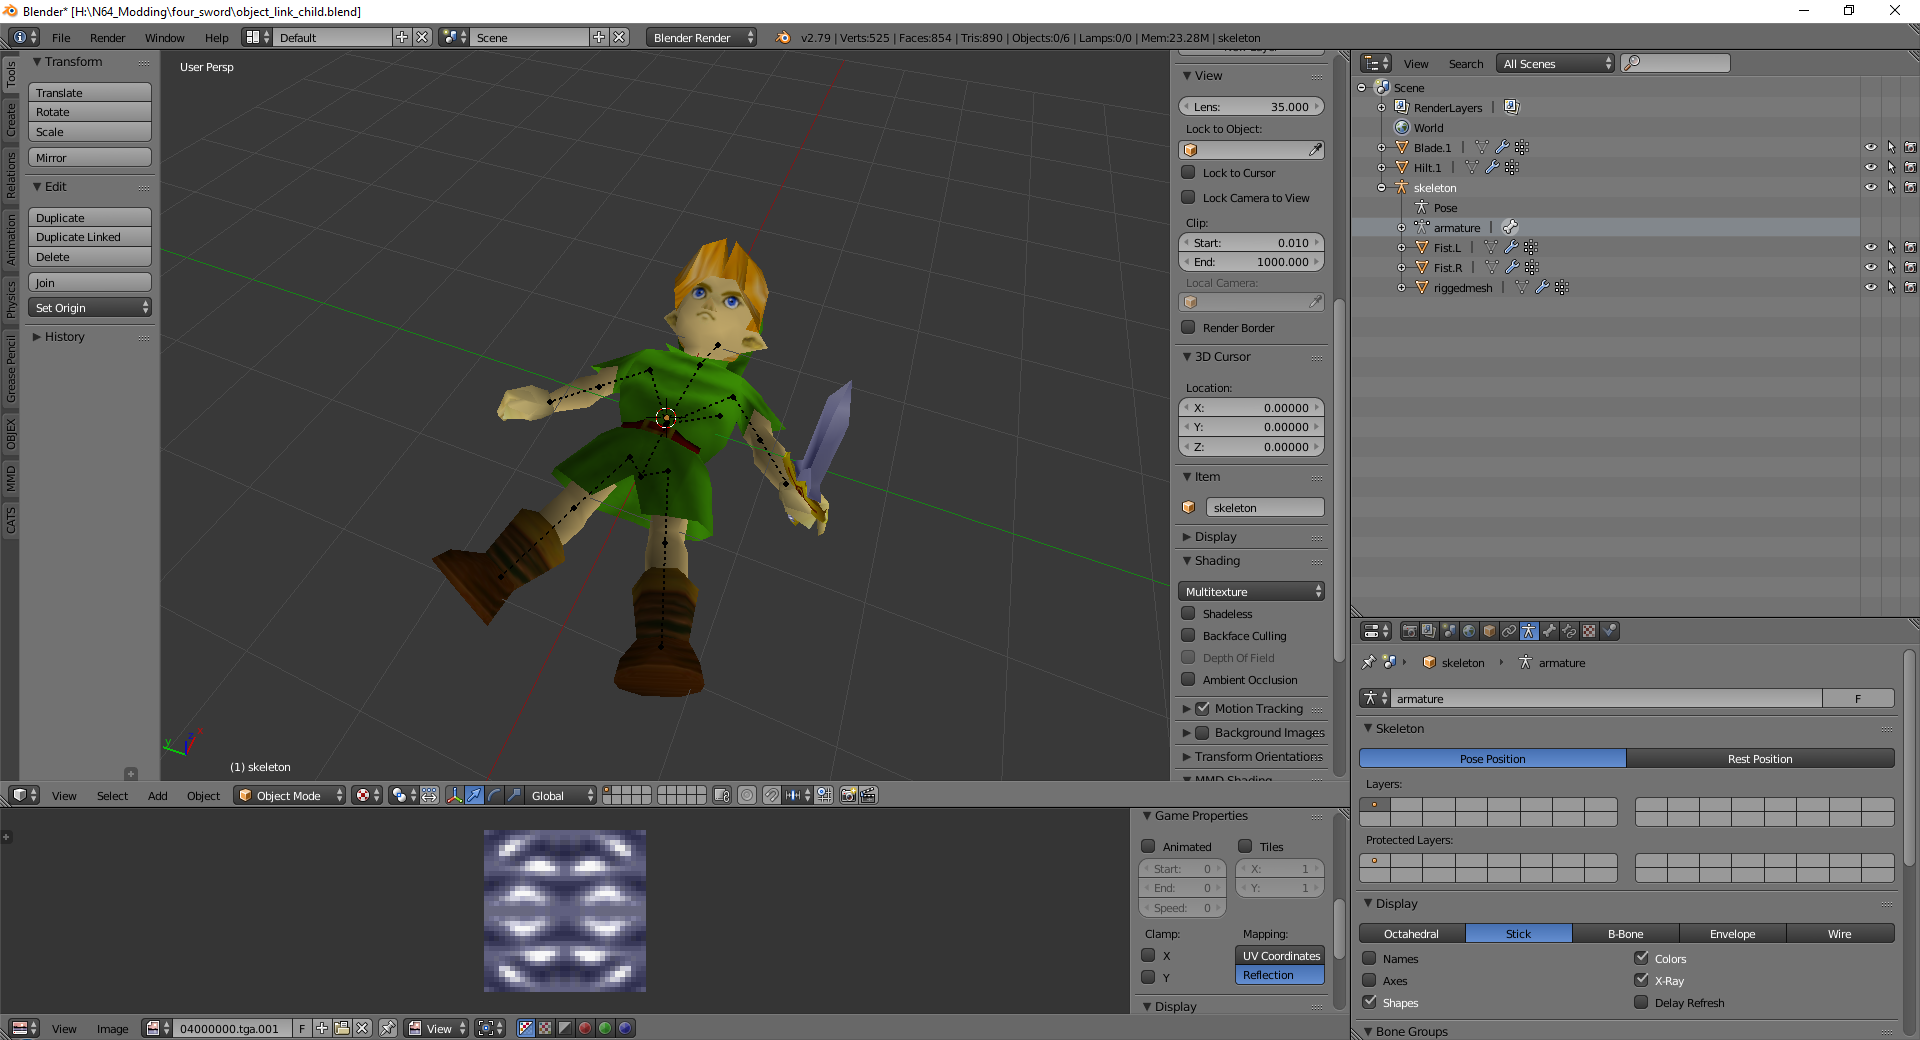 Blender* [H:\N64_Modding\four_sword\object_link_child.blend]
File Render Window Help Default Scene Blender Render v2.79 | Verts:525 | Faces:854 | Tris:890 | Objects:0/6 | Lamps:0/0 | Mem:23.28M | skeleton
Tools
Create
Relations
Animation
Physics
Grease Pencil
OBJEX
MMD
CATS
Transform
Translate
Rotate
Scale
Mirror
Edit
Duplicate
Duplicate Linked
Delete
Join
Set Origin
History
User Persp
(1) skeleton
View
Lens: 35.000
Lock to Object:
Lock to Cursor
Lock Camera to View
Clip:
Start: 0.010
End: 1000.000
Local Camera:
Render Border
3D Cursor
Location:
X: 0.00000
Y: 0.00000
Z: 0.00000
Item
skeleton
Display
Shading
Multitexture
Shadeless
Backface Culling
Depth Of Field
Ambient Occlusion
Motion Tracking
Background Images
Transform Orientations
MMD Shading
View Select Add Object Object Mode Global
Game Properties
Animated Tiles
Start: 0 X: 1
End: 0 Y: 1
Speed: 0
Clamp: Mapping:
X UV Coordinates
Y Reflection
Display
View Image 04000000.tga.001 F View
View Search All Scenes
Scene
RenderLayers
World
Blade.1
Hilt.1
skeleton
Pose
armature
Fist.L
Fist.R
riggedmesh
skeleton armature
armature F
Skeleton
Pose Position Rest Position
Layers:
Protected Layers:
Display
Octahedral Stick B-Bone Envelope Wire
Names Colors
Axes X-Ray
Shapes Delay Refresh
Bone Groups